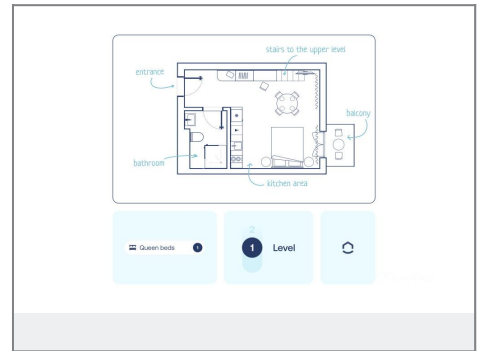 stairs to the upper level
entrance
balcony
bathroom
kitchen area
Queen beds 1
2
1 Level